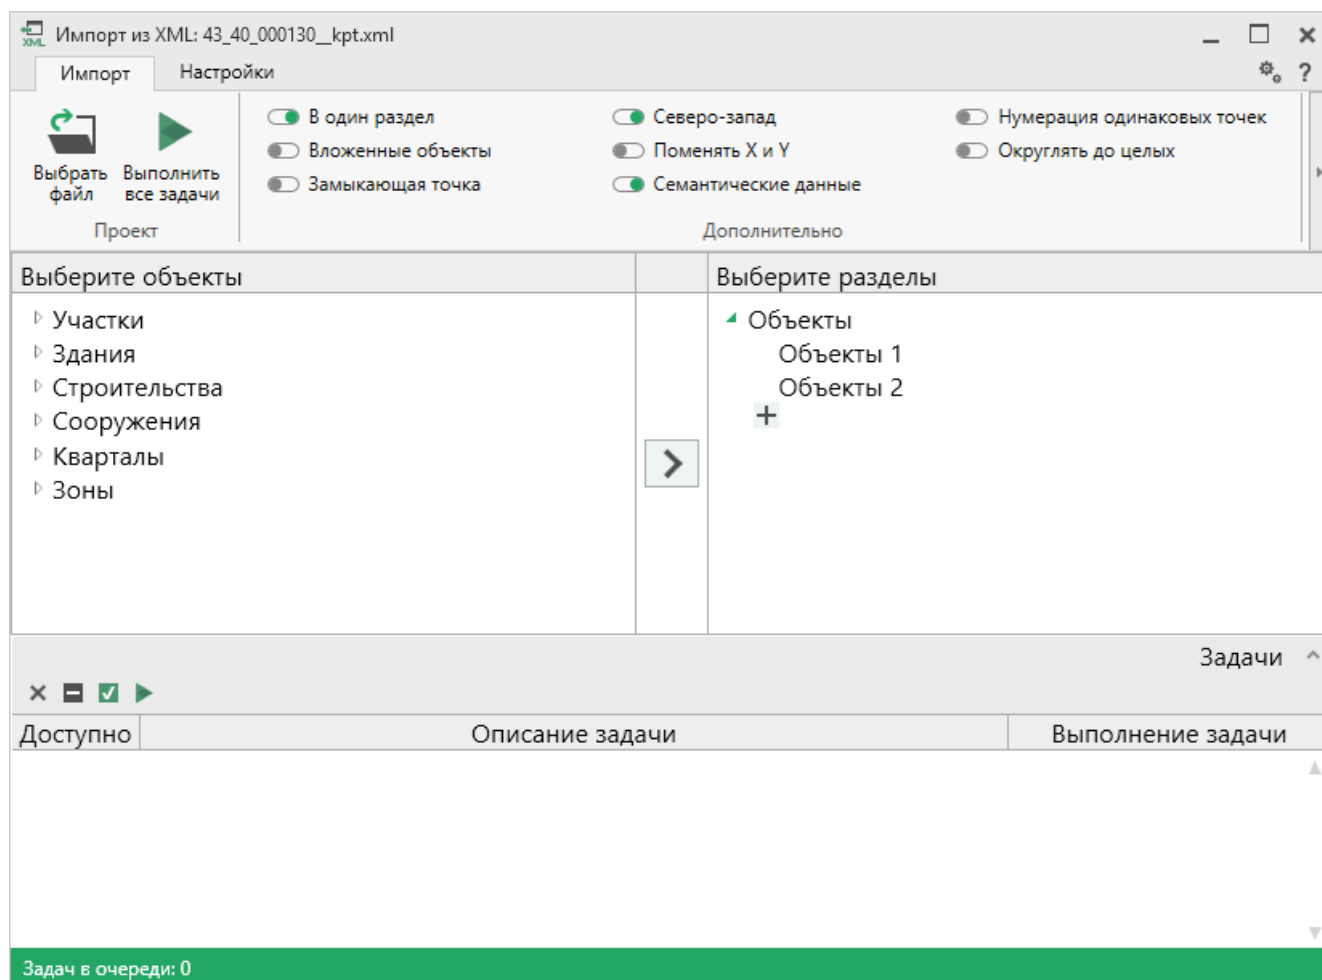 Импорт из XML: 43_40_000130__kpt.xml
Импорт Настройки
Выбрать файл
Выполнить все задачи
Проект
В один раздел
Вложенные объекты
Замыкающая точка
Северо-запад
Поменять X и Y
Семантические данные
Нумерация одинаковых точек
Округлять до целых
Дополнительно
Выберите объекты
Участки
Здания
Строительства
Сооружения
Кварталы
Зоны
Выберите разделы
Объекты
Объекты 1
Объекты 2
Задачи
Доступно Описание задачи Выполнение задачи
Задач в очереди: 0